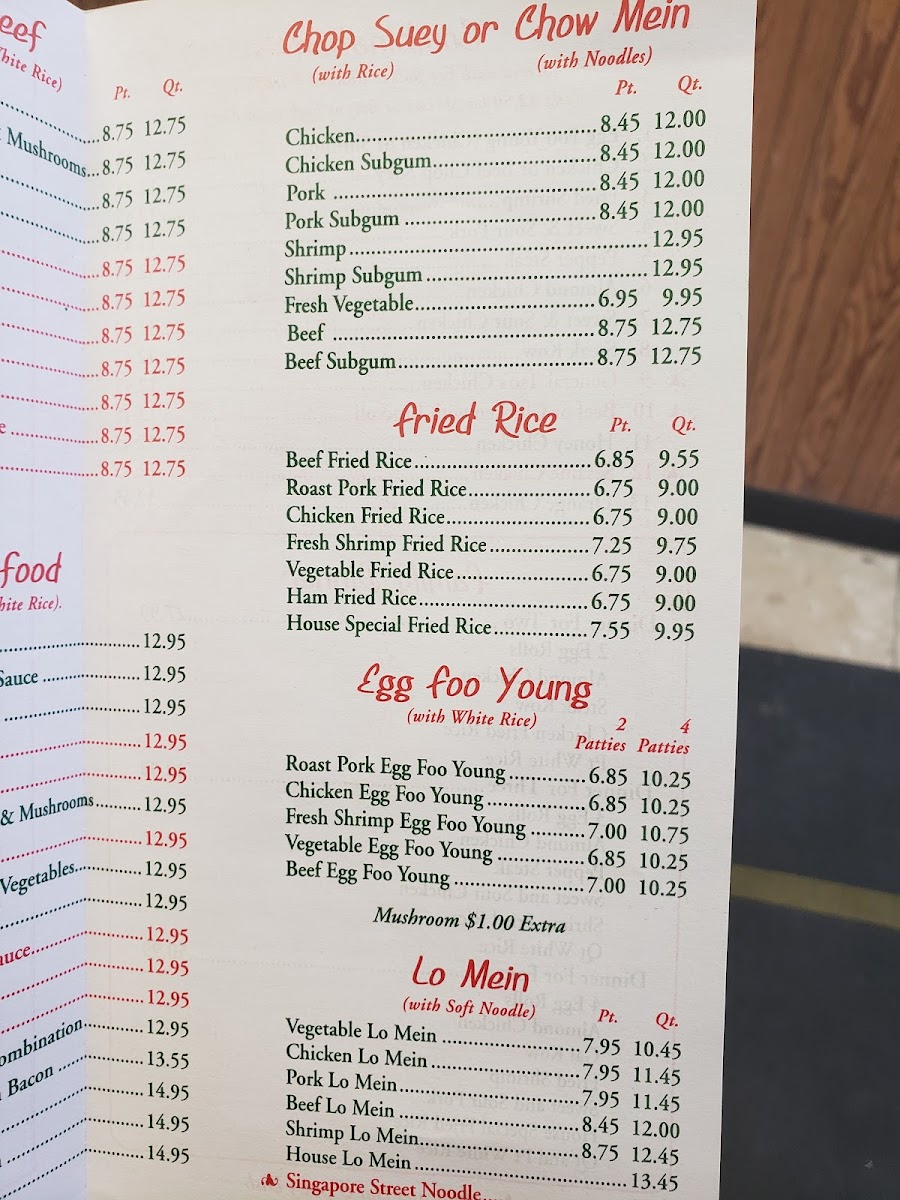 eef
hite Rice)
Pt. Qt.
8.75 12.75
Mushrooms...8.75 12.75
8.75 12.75
8.75 12.75
8.75 12.75
8.75 12.75
8.75 12.75
8.75 12.75
8.75 12.75
e 8.75 12.75
8.75 12.75
food
hite Rice).
12.95
Sauce 12.95
12.95
12.95
12.95
& Mushrooms 12.95
12.95
Vegetables 12.95
12.95
auce 12.95
12.95
12.95
ombination 12.95
Bacon 13.55
14.95
14.95
14.95
Chop Suey or Chow Mein
(with Rice) (with Noodles)
Pt. Qt.
Chicken 8.45 12.00
Chicken Subgum 8.45 12.00
Pork 8.45 12.00
Pork Subgum 8.45 12.00
Shrimp 12.95
Shrimp Subgum 12.95
Fresh Vegetable 6.95 9.95
Beef 8.75 12.75
Beef Subgum 8.75 12.75
Fried Rice Pt. Qt.
Beef Fried Rice 6.85 9.55
Roast Pork Fried Rice 6.75 9.00
Chicken Fried Rice 6.75 9.00
Fresh Shrimp Fried Rice 7.25 9.75
Vegetable Fried Rice 6.75 9.00
Ham Fried Rice 6.75 9.00
House Special Fried Rice 7.55 9.95
Egg Foo Young
(with White Rice) 2 4
Patties Patties
Roast Pork Egg Foo Young 6.85 10.25
Chicken Egg Foo Young 6.85 10.25
Fresh Shrimp Egg Foo Young 7.00 10.75
Vegetable Egg Foo Young 6.85 10.25
Beef Egg Foo Young 7.00 10.25
Mushroom $1.00 Extra
Lo Mein
(with Soft Noodle) Pt. Qt.
Vegetable Lo Mein 7.95 10.45
Chicken Lo Mein 7.95 11.45
Pork Lo Mein 7.95 11.45
Beef Lo Mein 8.45 12.00
Shrimp Lo Mein 8.75 12.45
House Lo Mein 13.45
Singapore Street Noodle